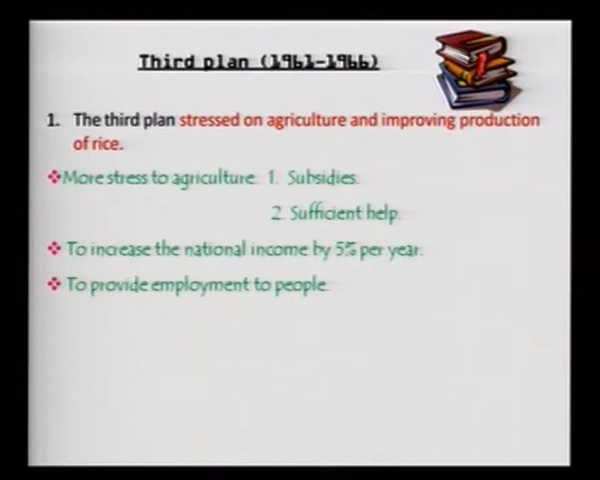 Third plan (1961-1966)
1. The third plan stressed on agriculture and improving production
of rice.
❖More stress to agriculture 1. Subsidies.
2. Sufficient help.
❖ To increase the national income by 5% per year.
❖ To provide employment to people.